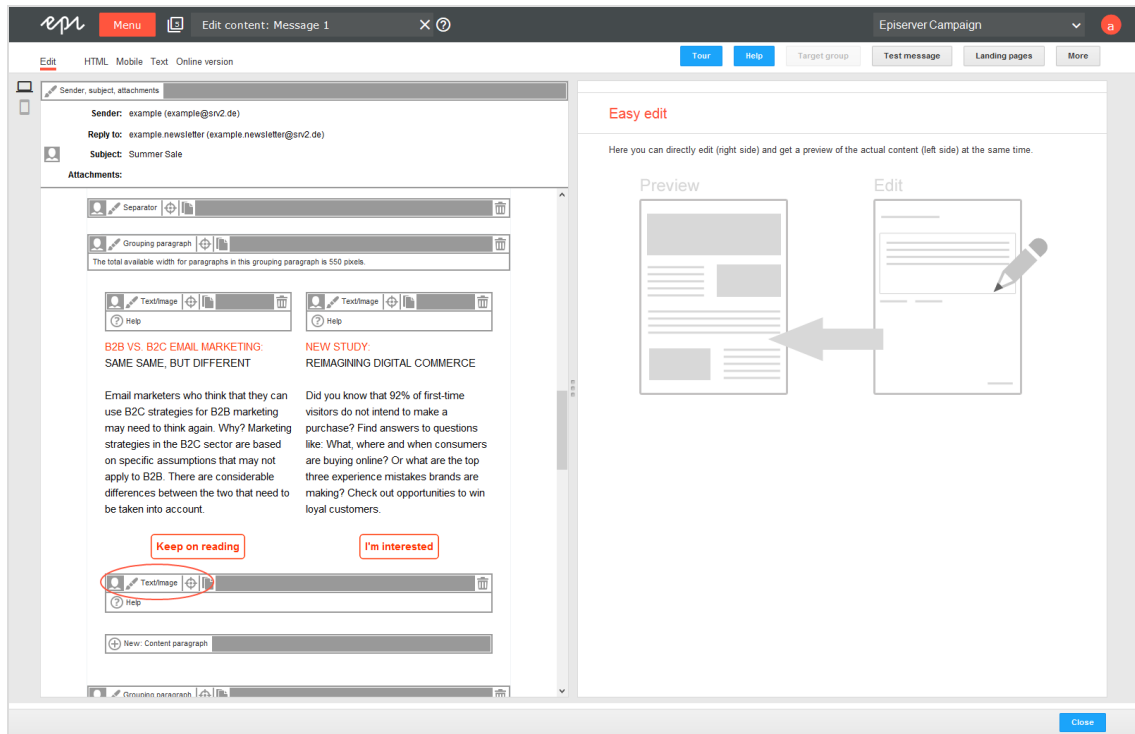 epi Menu 5 Edit content: Message 1 Episerver Campaign a
Edit HTML Mobile Text Online version Tour Help Target group Test message Landing pages More
Sender, subject, attachments
Sender: example (example@srv2.de)
Reply to: example.newsletter (example.newsletter@srv2.de)
Subject: Summer Sale
Attachments:
Separator
Grouping paragraph
The total available width for paragraphs in this grouping paragraph is 550 pixels.
Text/Image
Help
B2B VS. B2C EMAIL MARKETING:
SAME SAME, BUT DIFFERENT
Email marketers who think that they can
use B2C strategies for B2B marketing
may need to think again. Why? Marketing
strategies in the B2C sector are based
on specific assumptions that may not
apply to B2B. There are considerable
differences between the two that need to
be taken into account.
Keep on reading
Text/Image
Help
NEW STUDY:
REIMAGINING DIGITAL COMMERCE
Did you know that 92% of first-time
visitors do not intend to make a
purchase? Find answers to questions
like: What, where and when consumers
are buying online? Or what are the top
three experience mistakes brands are
making? Check out opportunities to win
loyal customers.
I'm interested
Text/Image
Help
New: Content paragraph
Grouping paragraph
Easy edit
Here you can directly edit (right side) and get a preview of the actual content (left side) at the same time.
Preview Edit
Close